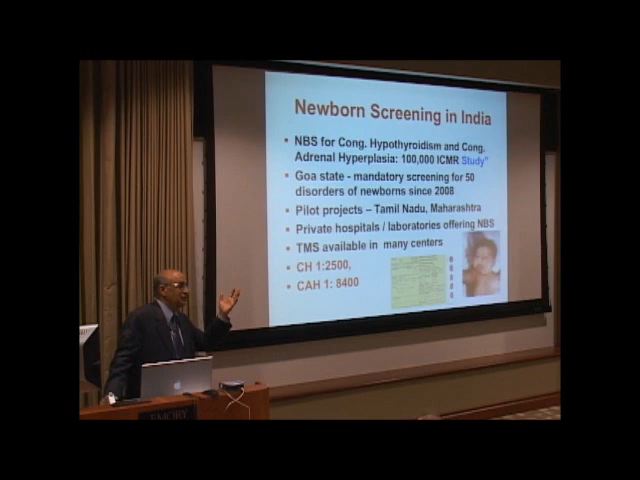 Newborn Screening in India
• NBS for Cong. Hypothyroidism and Cong.
Adrenal Hyperplasia: 100,000 ICMR Study"
• Goa state - mandatory screening for 50
disorders of newborns since 2008
• Pilot projects – Tamil Nadu, Maharashtra
• Private hospitals / laboratories offering NBS
• TMS available in many centers
• CH 1:2500,
• CAH 1: 8400
EMORY